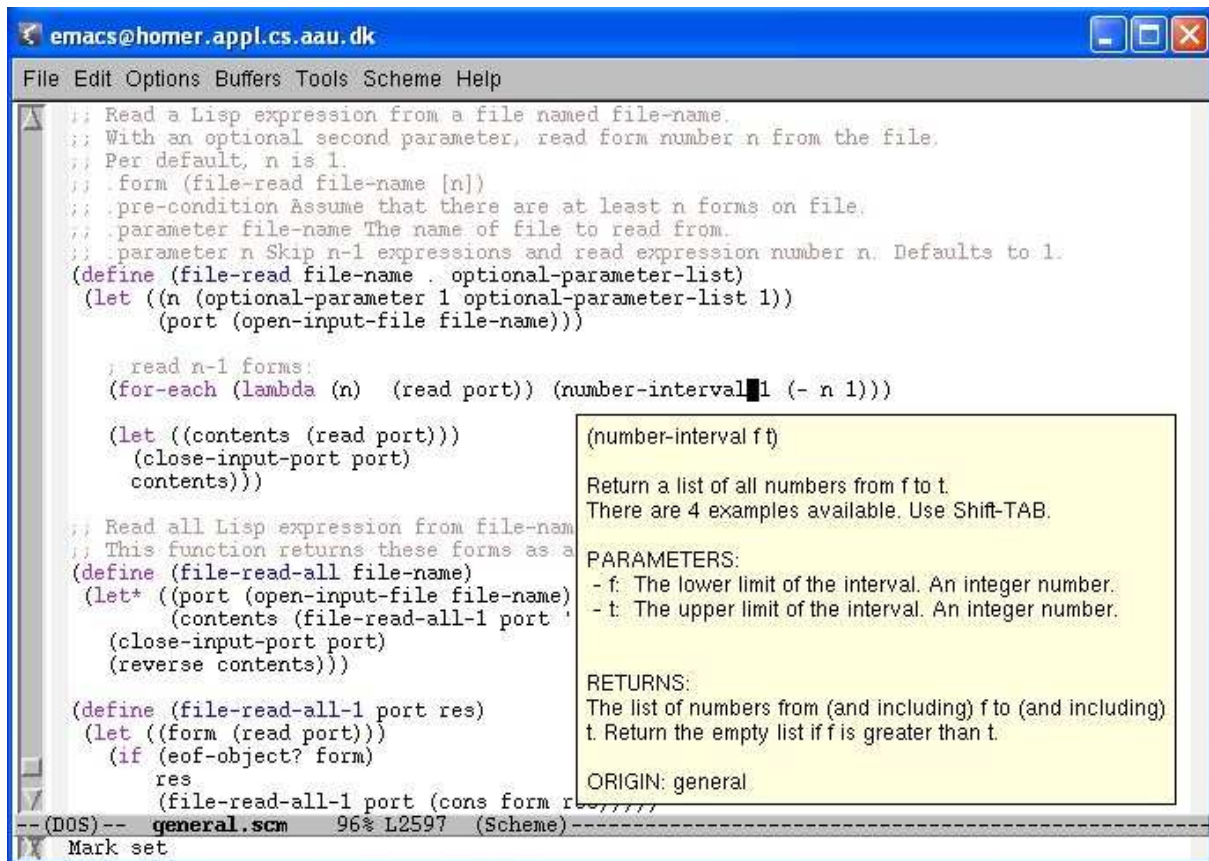 emacs@homer.appl.cs.aau.dk
File Edit Options Buffers Tools Scheme Help
;; Read a Lisp expression from a file named file-name.
;; With an optional second parameter, read form number n from the file.
;; Per default, n is 1.
;; .form (file-read file-name [n])
;; .pre-condition Assume that there are at least n forms on file.
;; .parameter file-name The name of file to read from.
;; .parameter n Skip n-1 expressions and read expression number n. Defaults to 1.
(define (file-read file-name . optional-parameter-list)
 (let ((n (optional-parameter 1 optional-parameter-list 1))
       (port (open-input-file file-name)))
   ; read n-1 forms:
   (for-each (lambda (n)  (read port)) (number-interval 1 (- n 1)))
   (let ((contents (read port)))
     (close-input-port port)
     contents)))
;; Read all Lisp expression from file-nam
;; This function returns these forms as a
(define (file-read-all file-name)
 (let* ((port (open-input-file file-name)
        (contents (file-read-all-1 port '
   (close-input-port port)
   (reverse contents)))
(define (file-read-all-1 port res)
 (let ((form (read port)))
   (if (eof-object? form)
       res
       (file-read-all-1 port (cons form
(number-interval f t)
Return a list of all numbers from f to t.
There are 4 examples available. Use Shift-TAB.
PARAMETERS:
- f: The lower limit of the interval. An integer number.
- t: The upper limit of the interval. An integer number.
RETURNS:
The list of numbers from (and including) f to (and including)
t. Return the empty list if f is greater than t.
ORIGIN: general
--(DOS)--  general.scm    96% L2597  (Scheme)--
Mark set